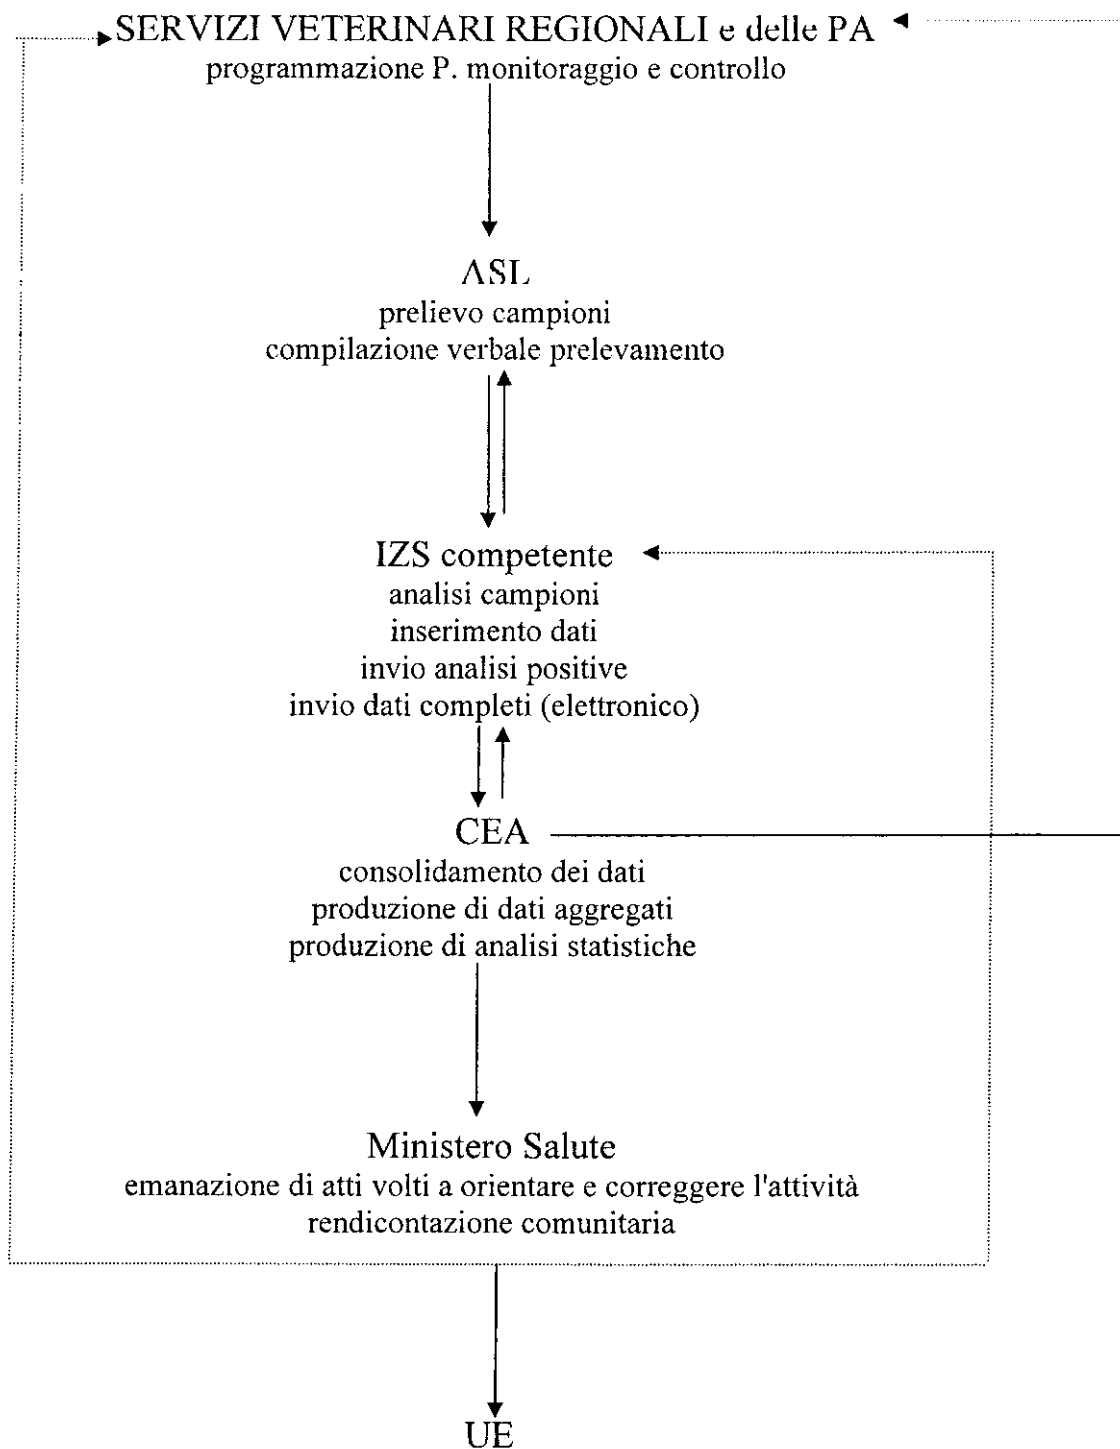 SERVIZI VETERINARI REGIONALI e delle PA
programmazione P. monitoraggio e controllo
ASL
prelievo campioni
compilazione verbale prelevamento
IZS competente
analisi campioni
inserimento dati
invio analisi positive
invio dati completi (elettronico)
CEA
consolidamento dei dati
produzione di dati aggregati
produzione di analisi statistiche
Ministero Salute
emanazione di atti volti a orientare e correggere l'attività
rendicontazione comunitaria
UE